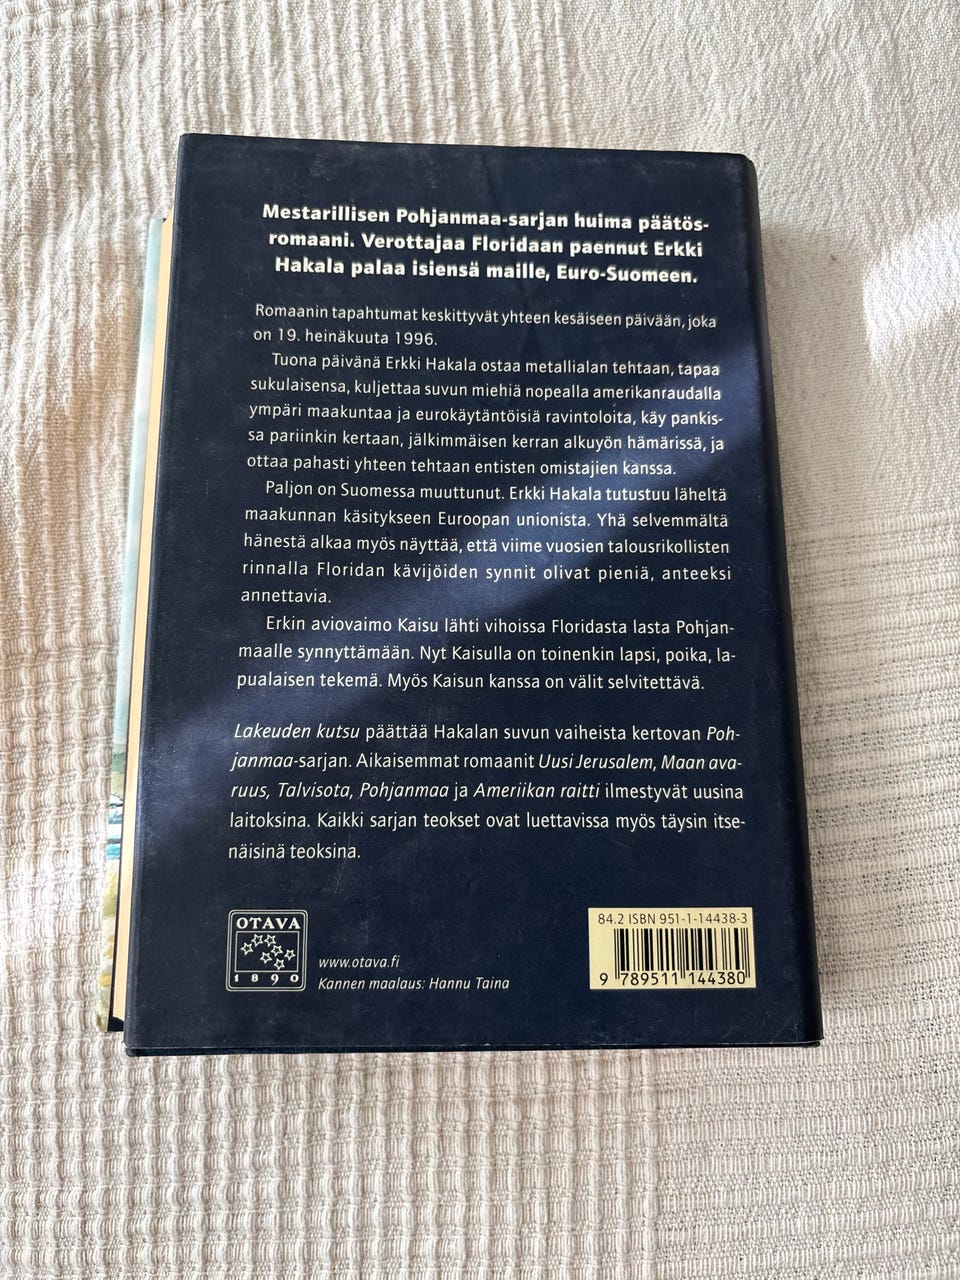 Mestarillisen Pohjanmaa-sarjan huima päätös-
romaani. Verottajaa Floridaan paennut Erkki
Hakala palaa isiensä maille, Euro-Suomeen.
Romaanin tapahtumat keskittyvät yhteen kesäiseen päivään, joka
on 19. heinäkuuta 1996.
Tuona päivänä Erkki Hakala ostaa metallialan tehtaan, tapaa
sukulaisensa, kuljettaa suvun miehiä nopealla amerikanraudalla
ympäri maakuntaa ja eurokäytäntöisiä ravintoloita, käy pankis-
sa pariinkin kertaan, jälkimmäisen kerran alkuyön hämärissä, ja
ottaa pahasti yhteen tehtaan entisten omistajien kanssa.
Paljon on Suomessa muuttunut. Erkki Hakala tutustuu läheltä
maakunnan käsitykseen Euroopan unionista. Yhä selvemmältä
hänestä alkaa myös näyttää, että viime vuosien talousrikollisten
rinnalla Floridan kävijöiden synnit olivat pieniä, anteeksi
annettavia.
Erkin aviovaimo Kaisu lähti vihoissa Floridasta lasta Pohjan-
maalle synnyttämään. Nyt Kaisulla on toinenkin lapsi, poika, la-
pualaisen tekemä. Myös Kaisun kanssa on välit selvitettävä.
Lakeuden kutsu päättää Hakalan suvun vaiheista kertovan Poh-
janmaa-sarjan. Aikaisemmat romaanit Uusi Jerusalem, Maan ava-
ruus, Talvisota, Pohjanmaa ja Ameriikan raitti ilmestyvät uusina
laitoksina. Kaikki sarjan teokset ovat luettavissa myös täysin itse-
näisinä teoksina.
OTAVA
1890
www.otava.fi
Kannen maalaus: Hannu Taina
84.2 ISBN 951-1-14438-3
9 789511 144380